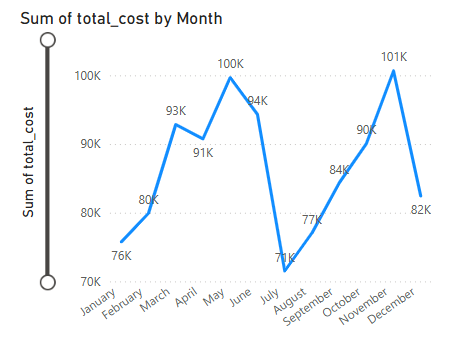 Sum of total_cost by Month
Sum of total_cost
100K
90K
80K
70K
76K
80K
93K
91K
100K
94K
71K
77K
84K
90K
101K
82K
January
February
March
April
May
June
July
August
September
October
November
December